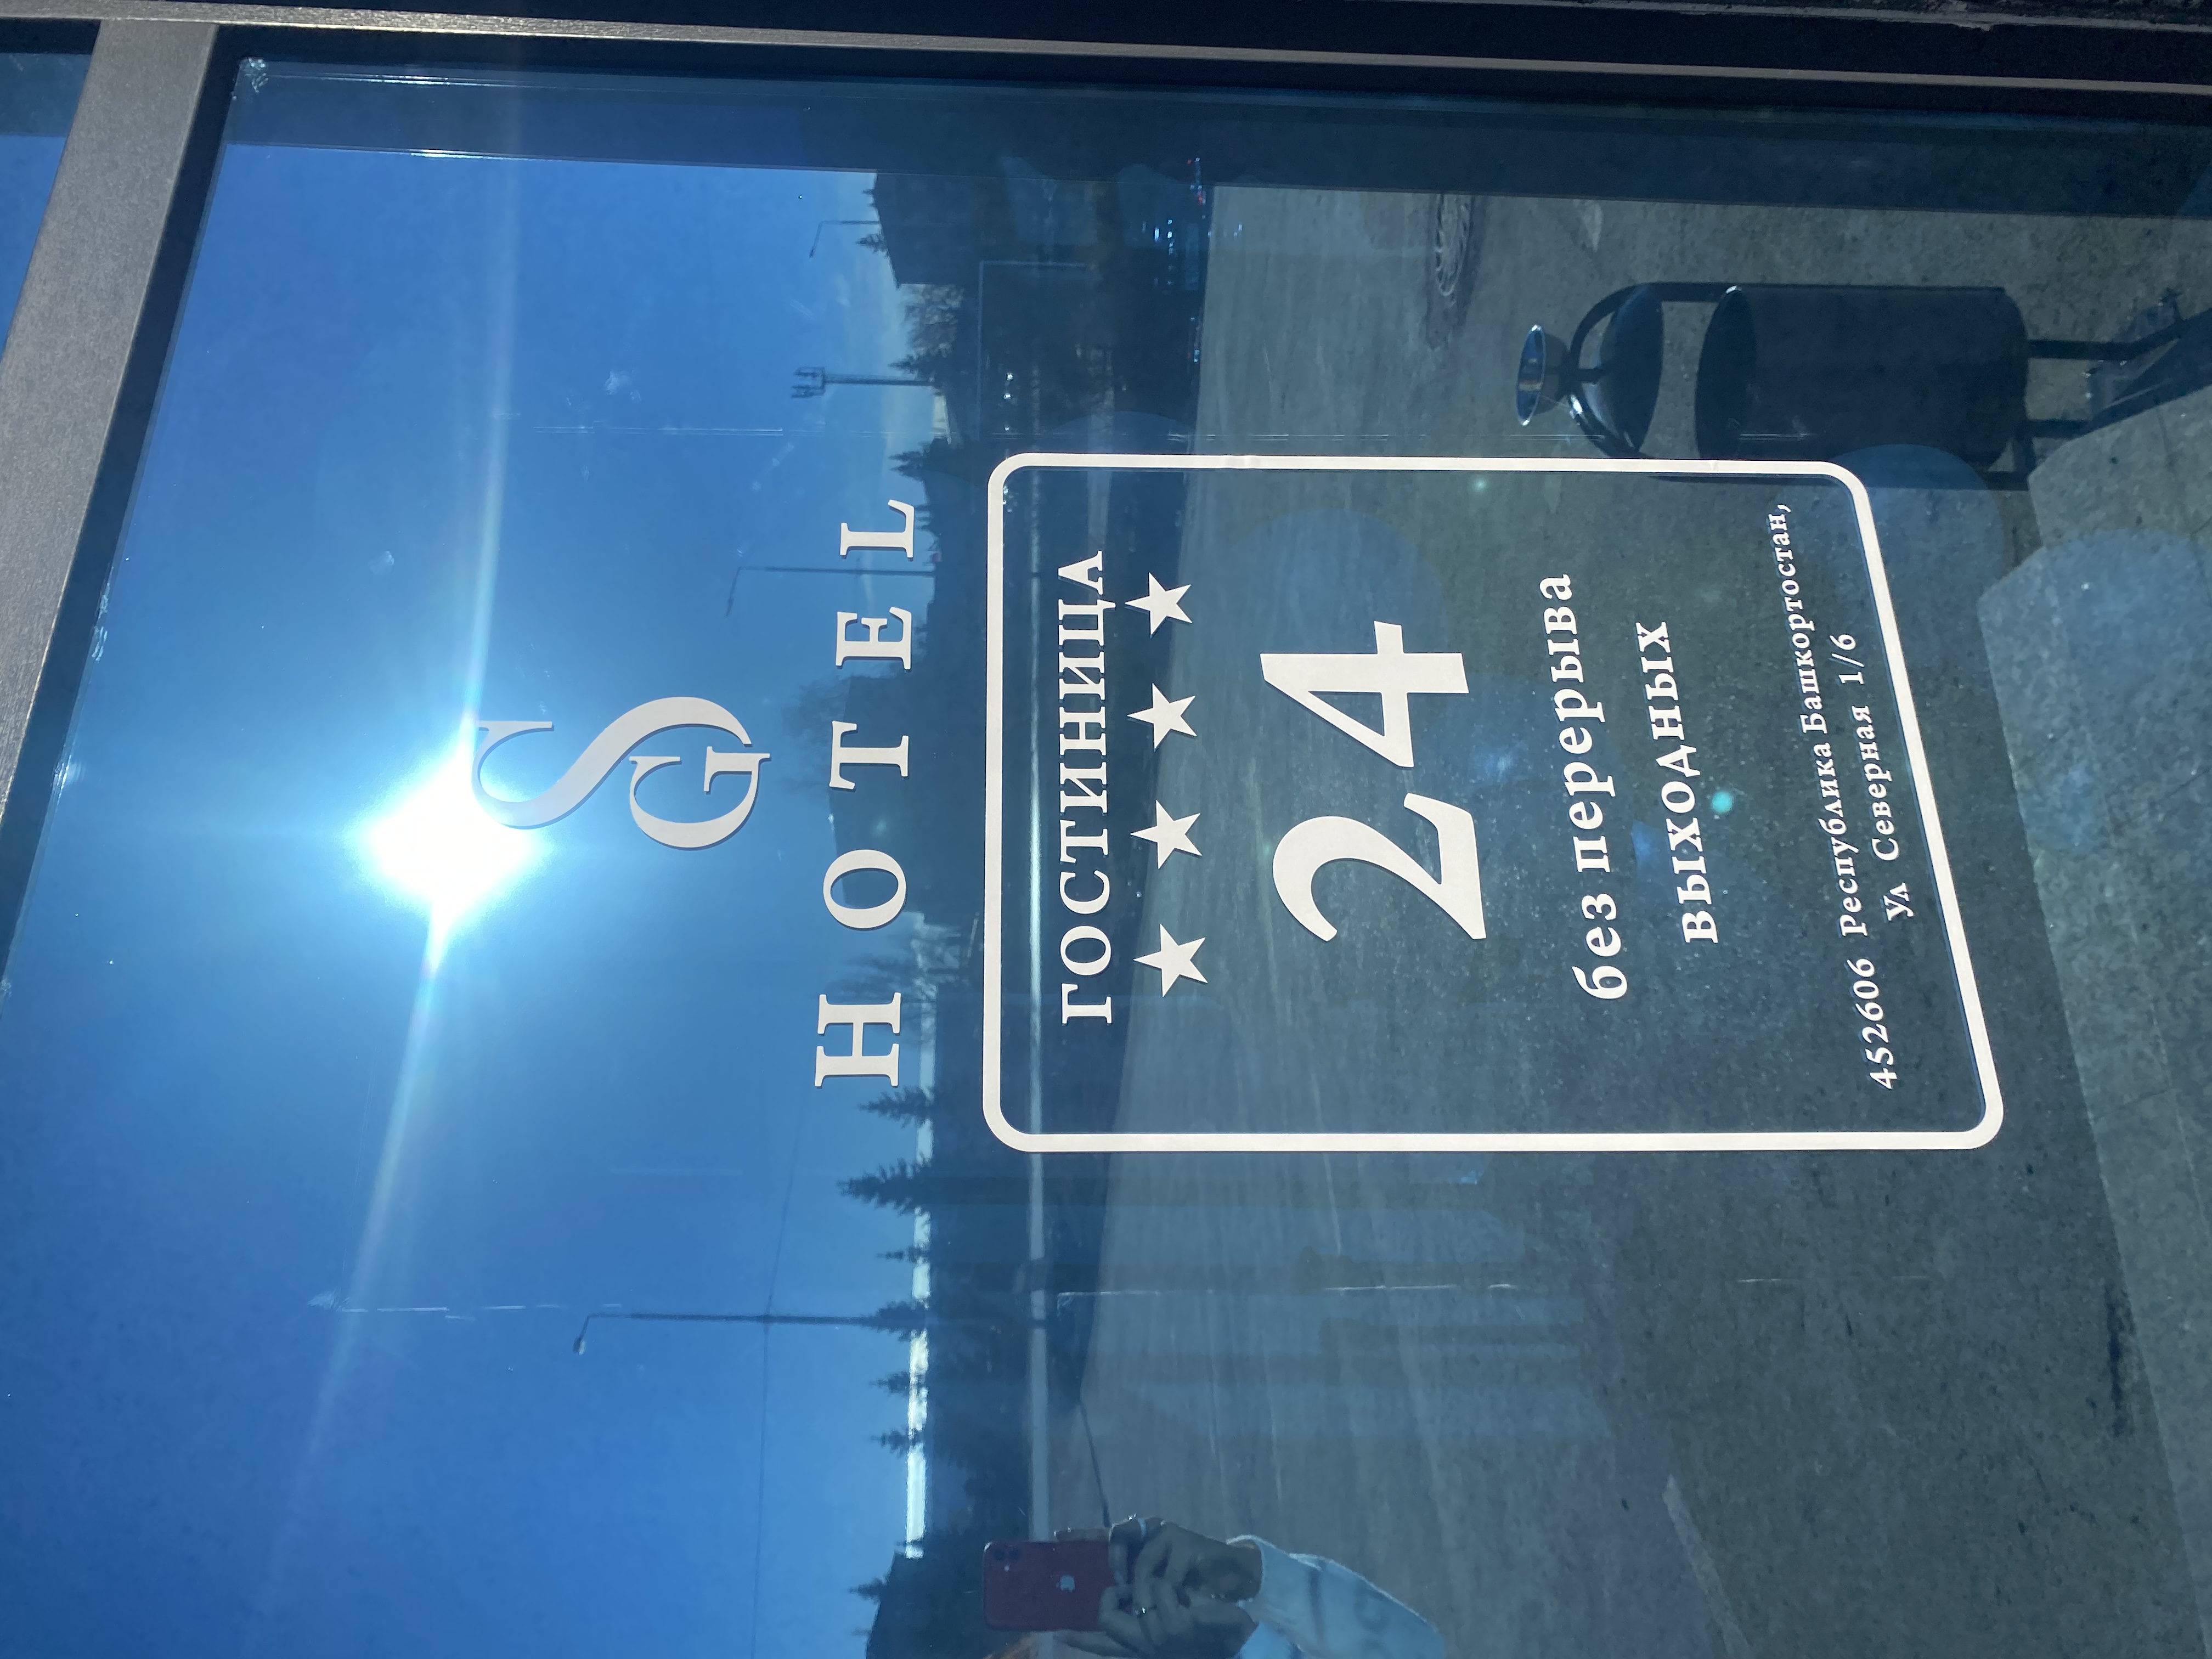 SG
HOTEL
ГОСТИНИЦА
24
без перерыва
выходных
452606 Республика Башкортостан,
Ул Северная 1/6